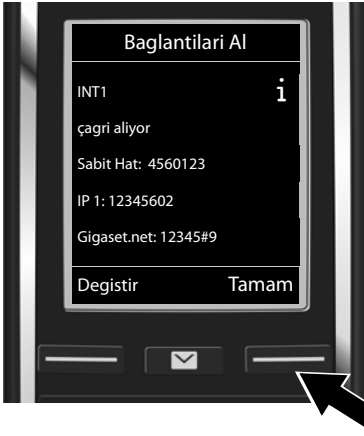 Baglantilari Al
INT1 i
çagri aliyor
Sabit Hat: 4560123
IP 1: 12345602
Gigaset.net: 12345#9
Degistir Tamam